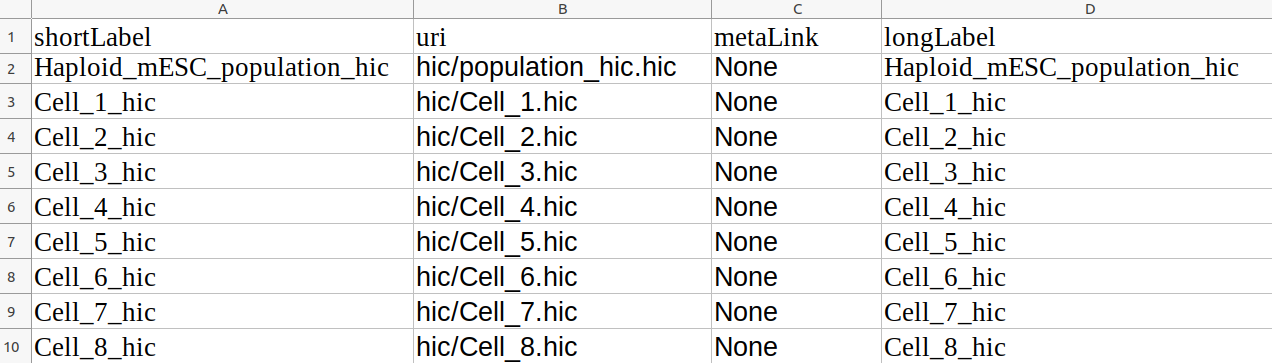 A B C D
1 shortLabel uri metaLink longLabel
2 Haploid_mESC_population_hic hic/population_hic.hic None Haploid_mESC_population_hic
3 Cell_1_hic hic/Cell_1.hic None Cell_1_hic
4 Cell_2_hic hic/Cell_2.hic None Cell_2_hic
5 Cell_3_hic hic/Cell_3.hic None Cell_3_hic
6 Cell_4_hic hic/Cell_4.hic None Cell_4_hic
7 Cell_5_hic hic/Cell_5.hic None Cell_5_hic
8 Cell_6_hic hic/Cell_6.hic None Cell_6_hic
9 Cell_7_hic hic/Cell_7.hic None Cell_7_hic
10 Cell_8_hic hic/Cell_8.hic None Cell_8_hic